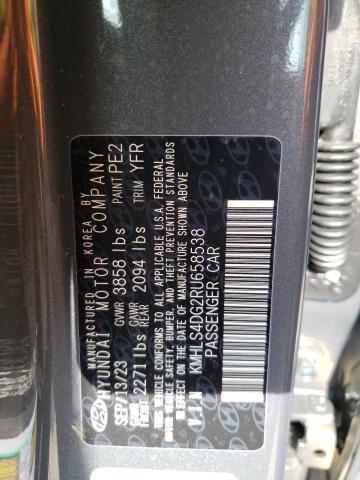 MANUFACTURED IN KOREA BY
HYUNDAI MOTOR COMPANY
SEP/13/23 GVWR 3858 lbs PAINT PE2
GAWR FRONT 2271 lbs GAWR REAR 2094 lbs TRIM YFR
THIS VEHICLE CONFORMS TO ALL APPLICABLE U.S.A. FEDERAL
MOTOR VEHICLE SAFETY, BUMPER, AND THEFT PREVENTION STANDARDS
IN EFFECT ON THE DATE OF MANUFACTURE SHOWN ABOVE
V.I.N KMHLS4DG2RU658538
PASSENGER CAR